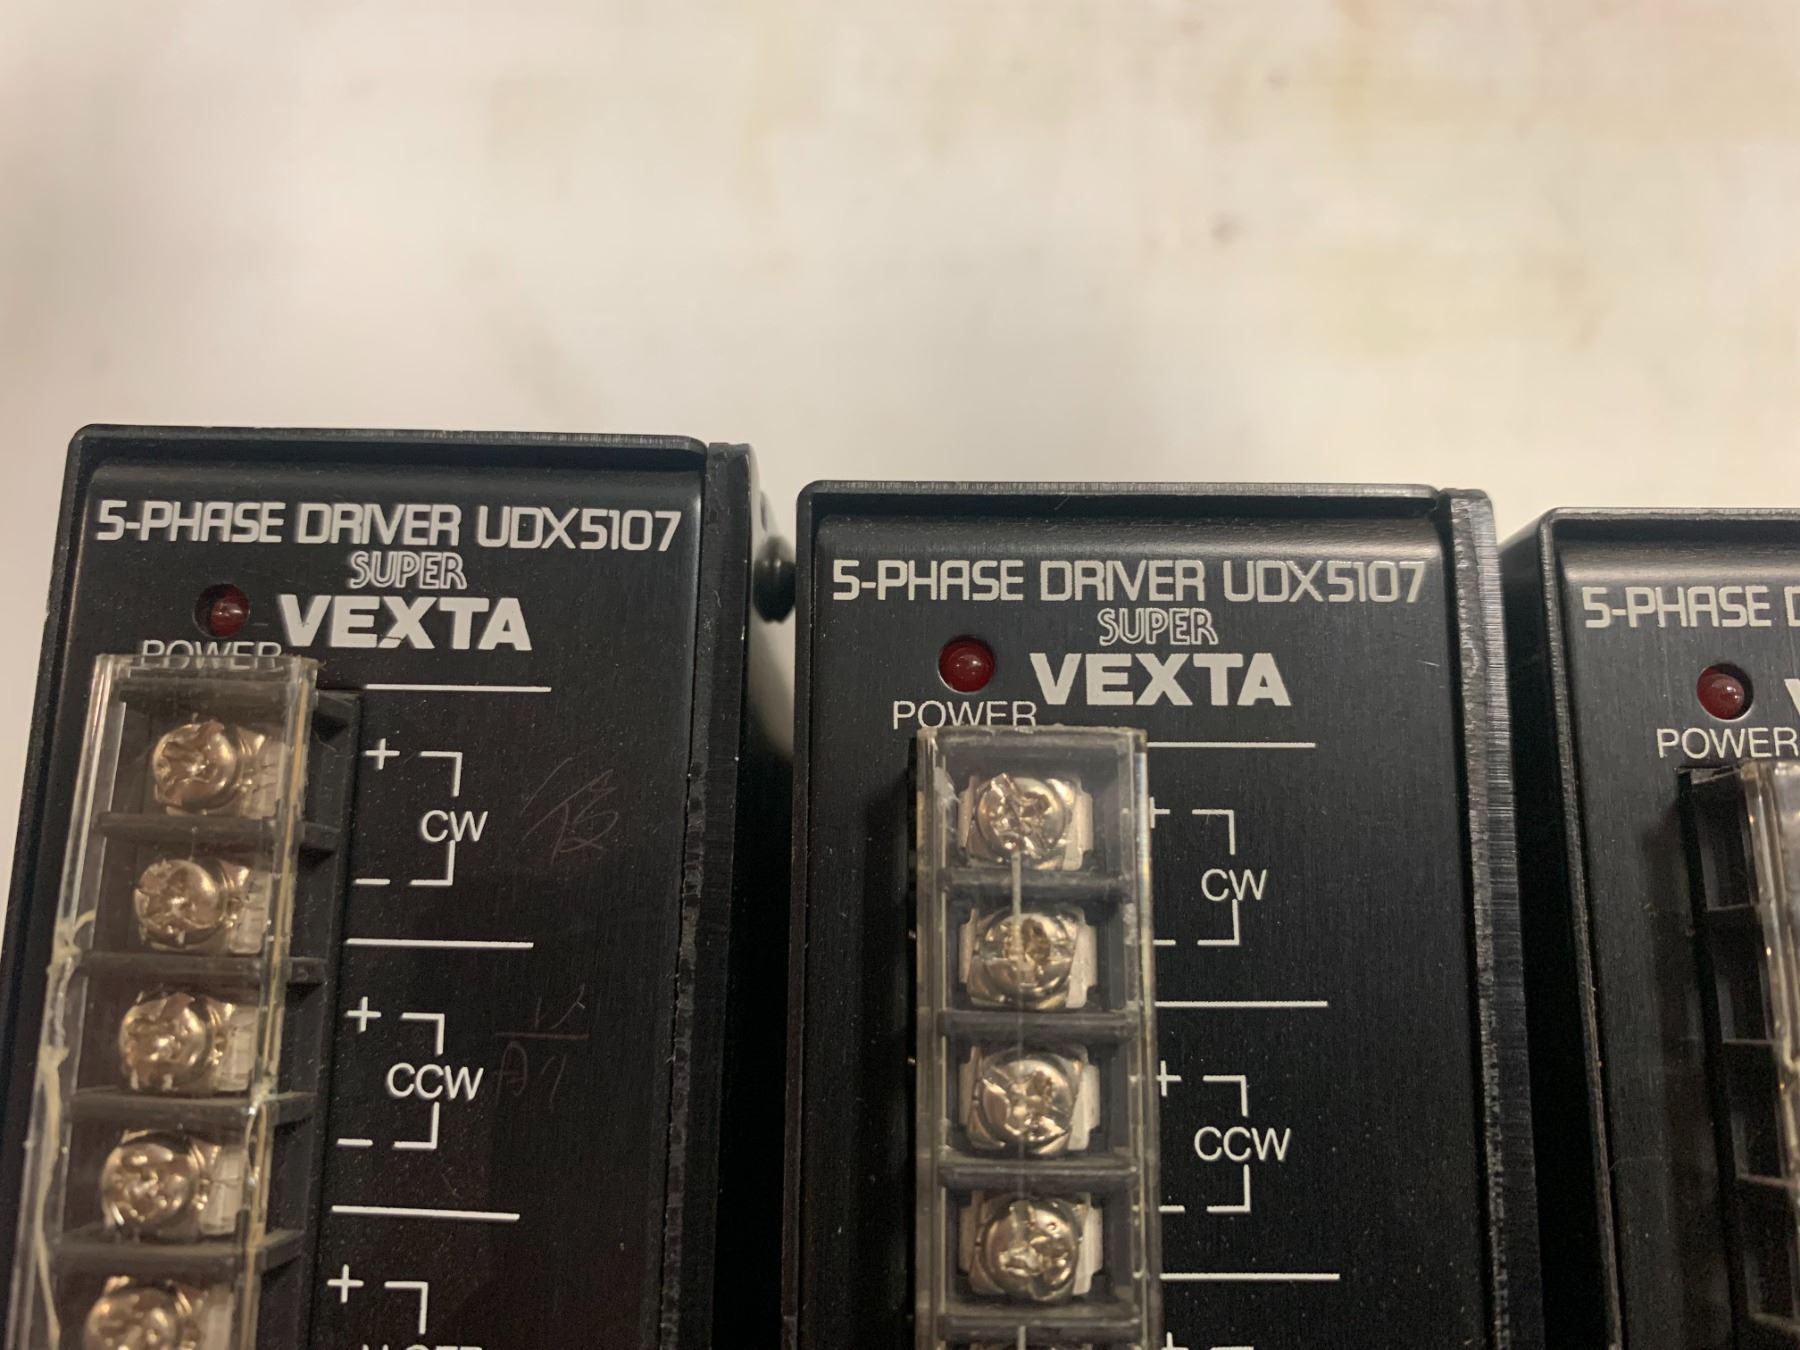 5-PHASE DRIVER UDX5107
SUPER
VEXTA
POWER
+
CW
−
+
CCW
−
+
5-PHASE DRIVER UDX5107
SUPER
VEXTA
POWER
+
CW
−
+
CCW
−
+
5-PHASE
POWER